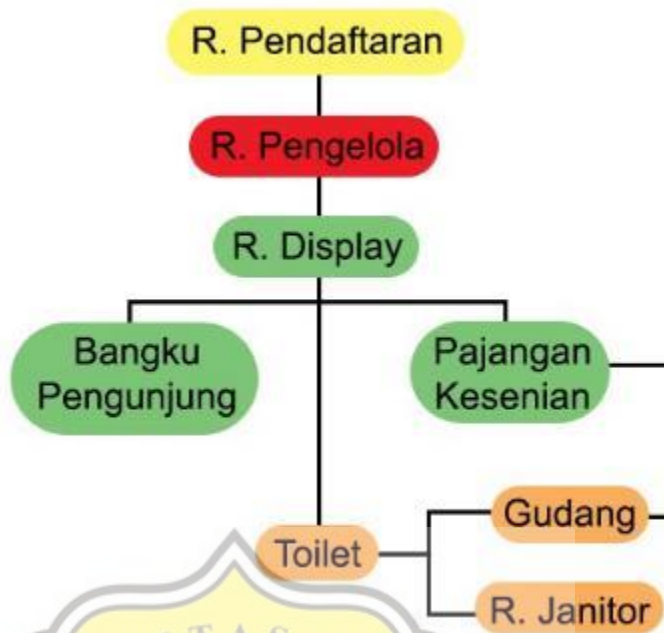 R. Pendaftaran
R. Pengelola
R. Display
Bangku
Pengunjung
Pajangan
Kesenian
Gudang
Toilet
R. Janitor